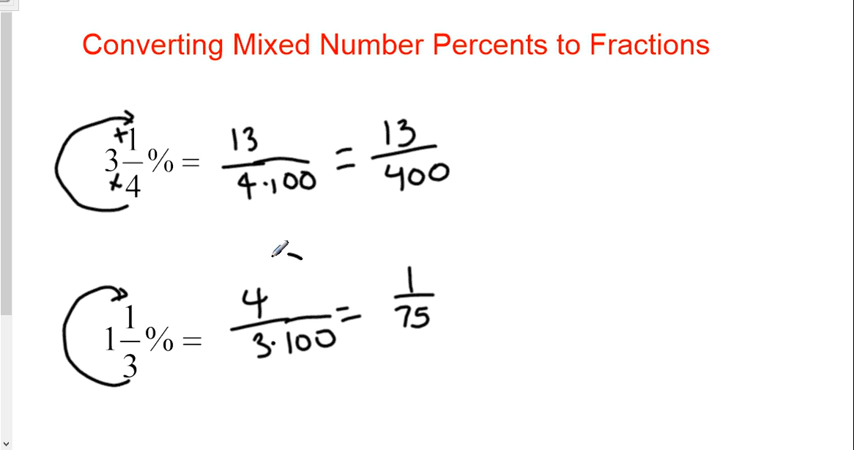 Converting Mixed Number Percents to Fractions
3 +1/×4 % = 13/4·100 = 13/400
1 1/3 % = 4/3·100 = 1/75